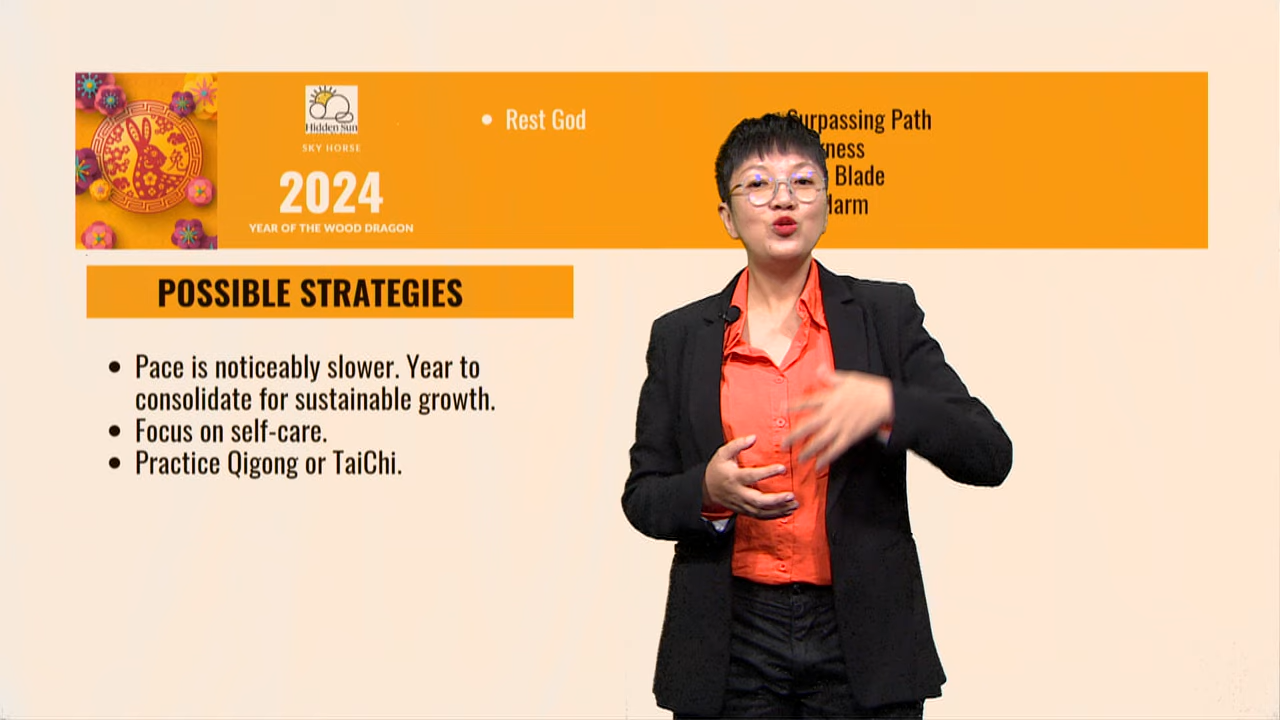 Hidden Sun
SKY HORSE
2024
YEAR OF THE WOOD DRAGON
兔
Rest God
Surpassing Path
Blade
POSSIBLE STRATEGIES
Pace is noticeably slower. Year to
consolidate for sustainable growth.
Focus on self-care.
Practice Qigong or TaiChi.